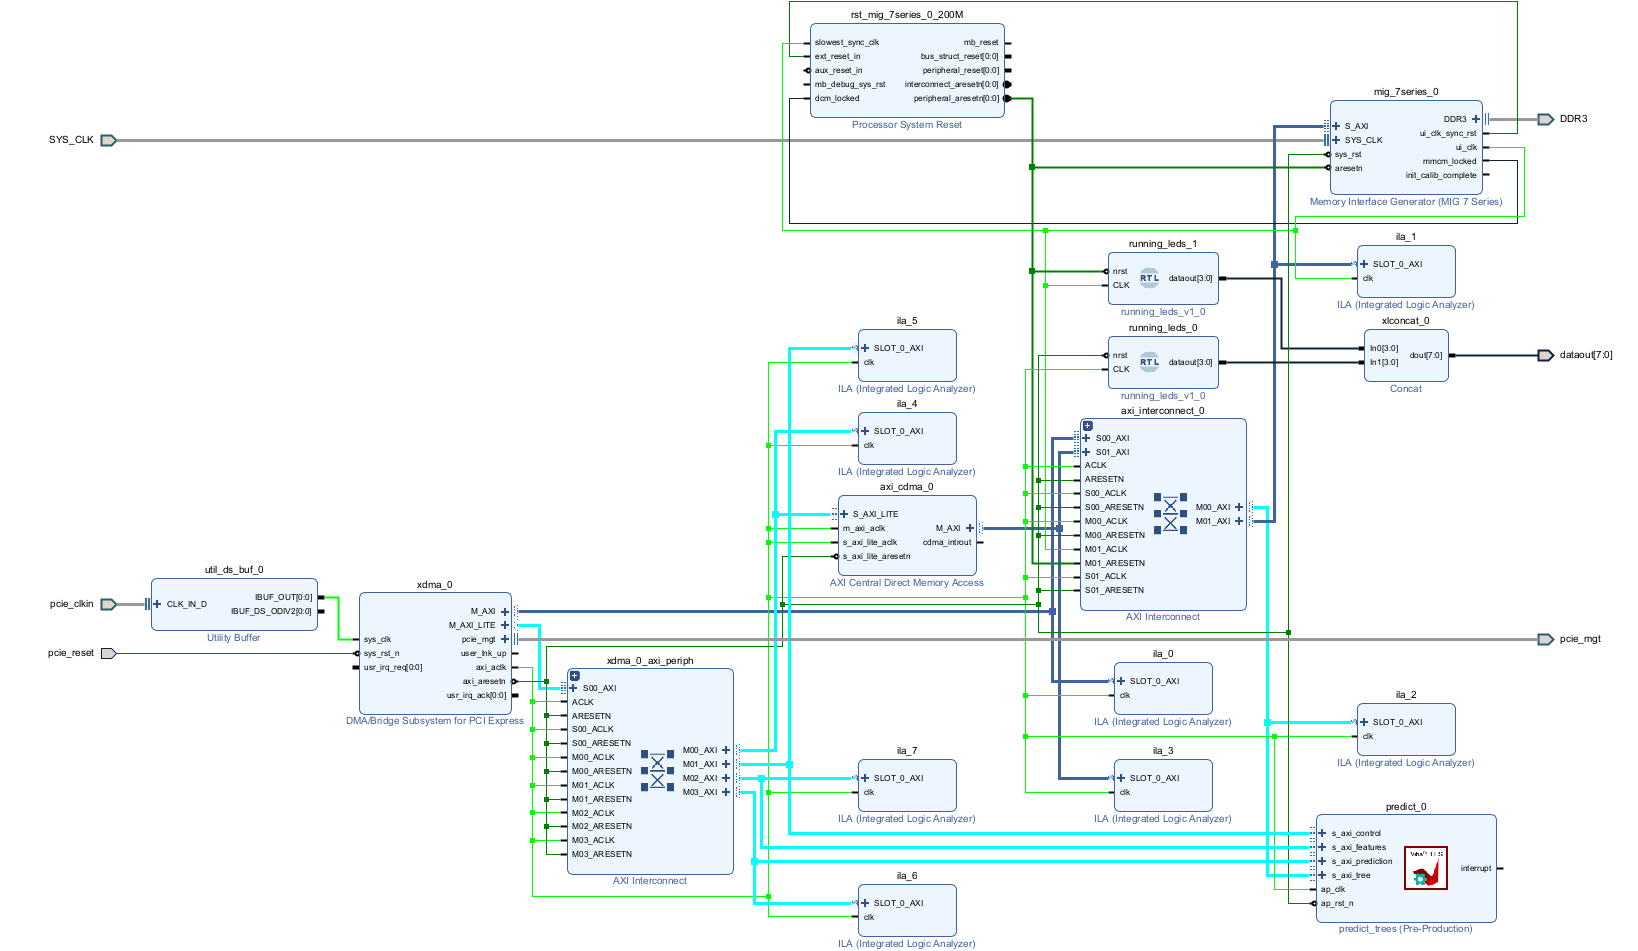 rst_mig_7series_0_200M
slowest_sync_clk
ext_reset_in
aux_reset_in
mb_debug_sys_rst
dcm_locked
mb_reset
bus_struct_reset[0:0]
peripheral_reset[0:0]
interconnect_aresetn[0:0]
peripheral_aresetn[0:0]
Processor System Reset
mig_7series_0
S_AXI
SYS_CLK
sys_rst
aresetn
DDR3
ui_clk_sync_rst
ui_clk
mmcm_locked
init_calib_complete
Memory Interface Generator (MIG 7 Series)
SYS_CLK
DDR3
running_leds_1
nrst
CLK
RTL
dataout[3:0]
running_leds_v1_0
ila_1
SLOT_0_AXI
clk
ILA (Integrated Logic Analyzer)
running_leds_0
nrst
CLK
RTL
dataout[3:0]
running_leds_v1_0
xlconcat_0
In0[3:0]
In1[3:0]
dout[7:0]
Concat
dataout[7:0]
ila_5
SLOT_0_AXI
clk
ILA (Integrated Logic Analyzer)
ila_4
SLOT_0_AXI
clk
ILA (Integrated Logic Analyzer)
axi_interconnect_0
S00_AXI
S01_AXI
ACLK
ARESETN
S00_ACLK
S00_ARESETN
M00_ACLK
M00_ARESETN
M01_ACLK
M01_ARESETN
S01_ACLK
S01_ARESETN
M00_AXI
M01_AXI
AXI Interconnect
axi_cdma_0
S_AXI_LITE
m_axi_aclk
s_axi_lite_aclk
s_axi_lite_aresetn
M_AXI
cdma_introut
AXI Central Direct Memory Access
pcie_clkin
util_ds_buf_0
CLK_IN_D
IBUF_OUT[0:0]
IBUF_DS_ODIV2[0:0]
Utility Buffer
pcie_reset
xdma_0
sys_clk
sys_rst_n
usr_irq_req[0:0]
M_AXI
M_AXI_LITE
pcie_mgt
user_lnk_up
axi_aclk
axi_aresetn
usr_irq_ack[0:0]
DMA/Bridge Subsystem for PCI Express
pcie_mgt
xdma_0_axi_periph
S00_AXI
ACLK
ARESETN
S00_ACLK
S00_ARESETN
M00_ACLK
M00_ARESETN
M01_ACLK
M01_ARESETN
M02_ACLK
M02_ARESETN
M03_ACLK
M03_ARESETN
M00_AXI
M01_AXI
M02_AXI
M03_AXI
AXI Interconnect
ila_0
SLOT_0_AXI
clk
ILA (Integrated Logic Analyzer)
ila_2
SLOT_0_AXI
clk
ILA (Integrated Logic Analyzer)
ila_7
SLOT_0_AXI
clk
ILA (Integrated Logic Analyzer)
ila_3
SLOT_0_AXI
clk
ILA (Integrated Logic Analyzer)
predict_0
s_axi_control
s_axi_features
s_axi_prediction
s_axi_tree
ap_clk
ap_rst_n
interrupt
predict_trees (Pre-Production)
ila_6
SLOT_0_AXI
clk
ILA (Integrated Logic Analyzer)